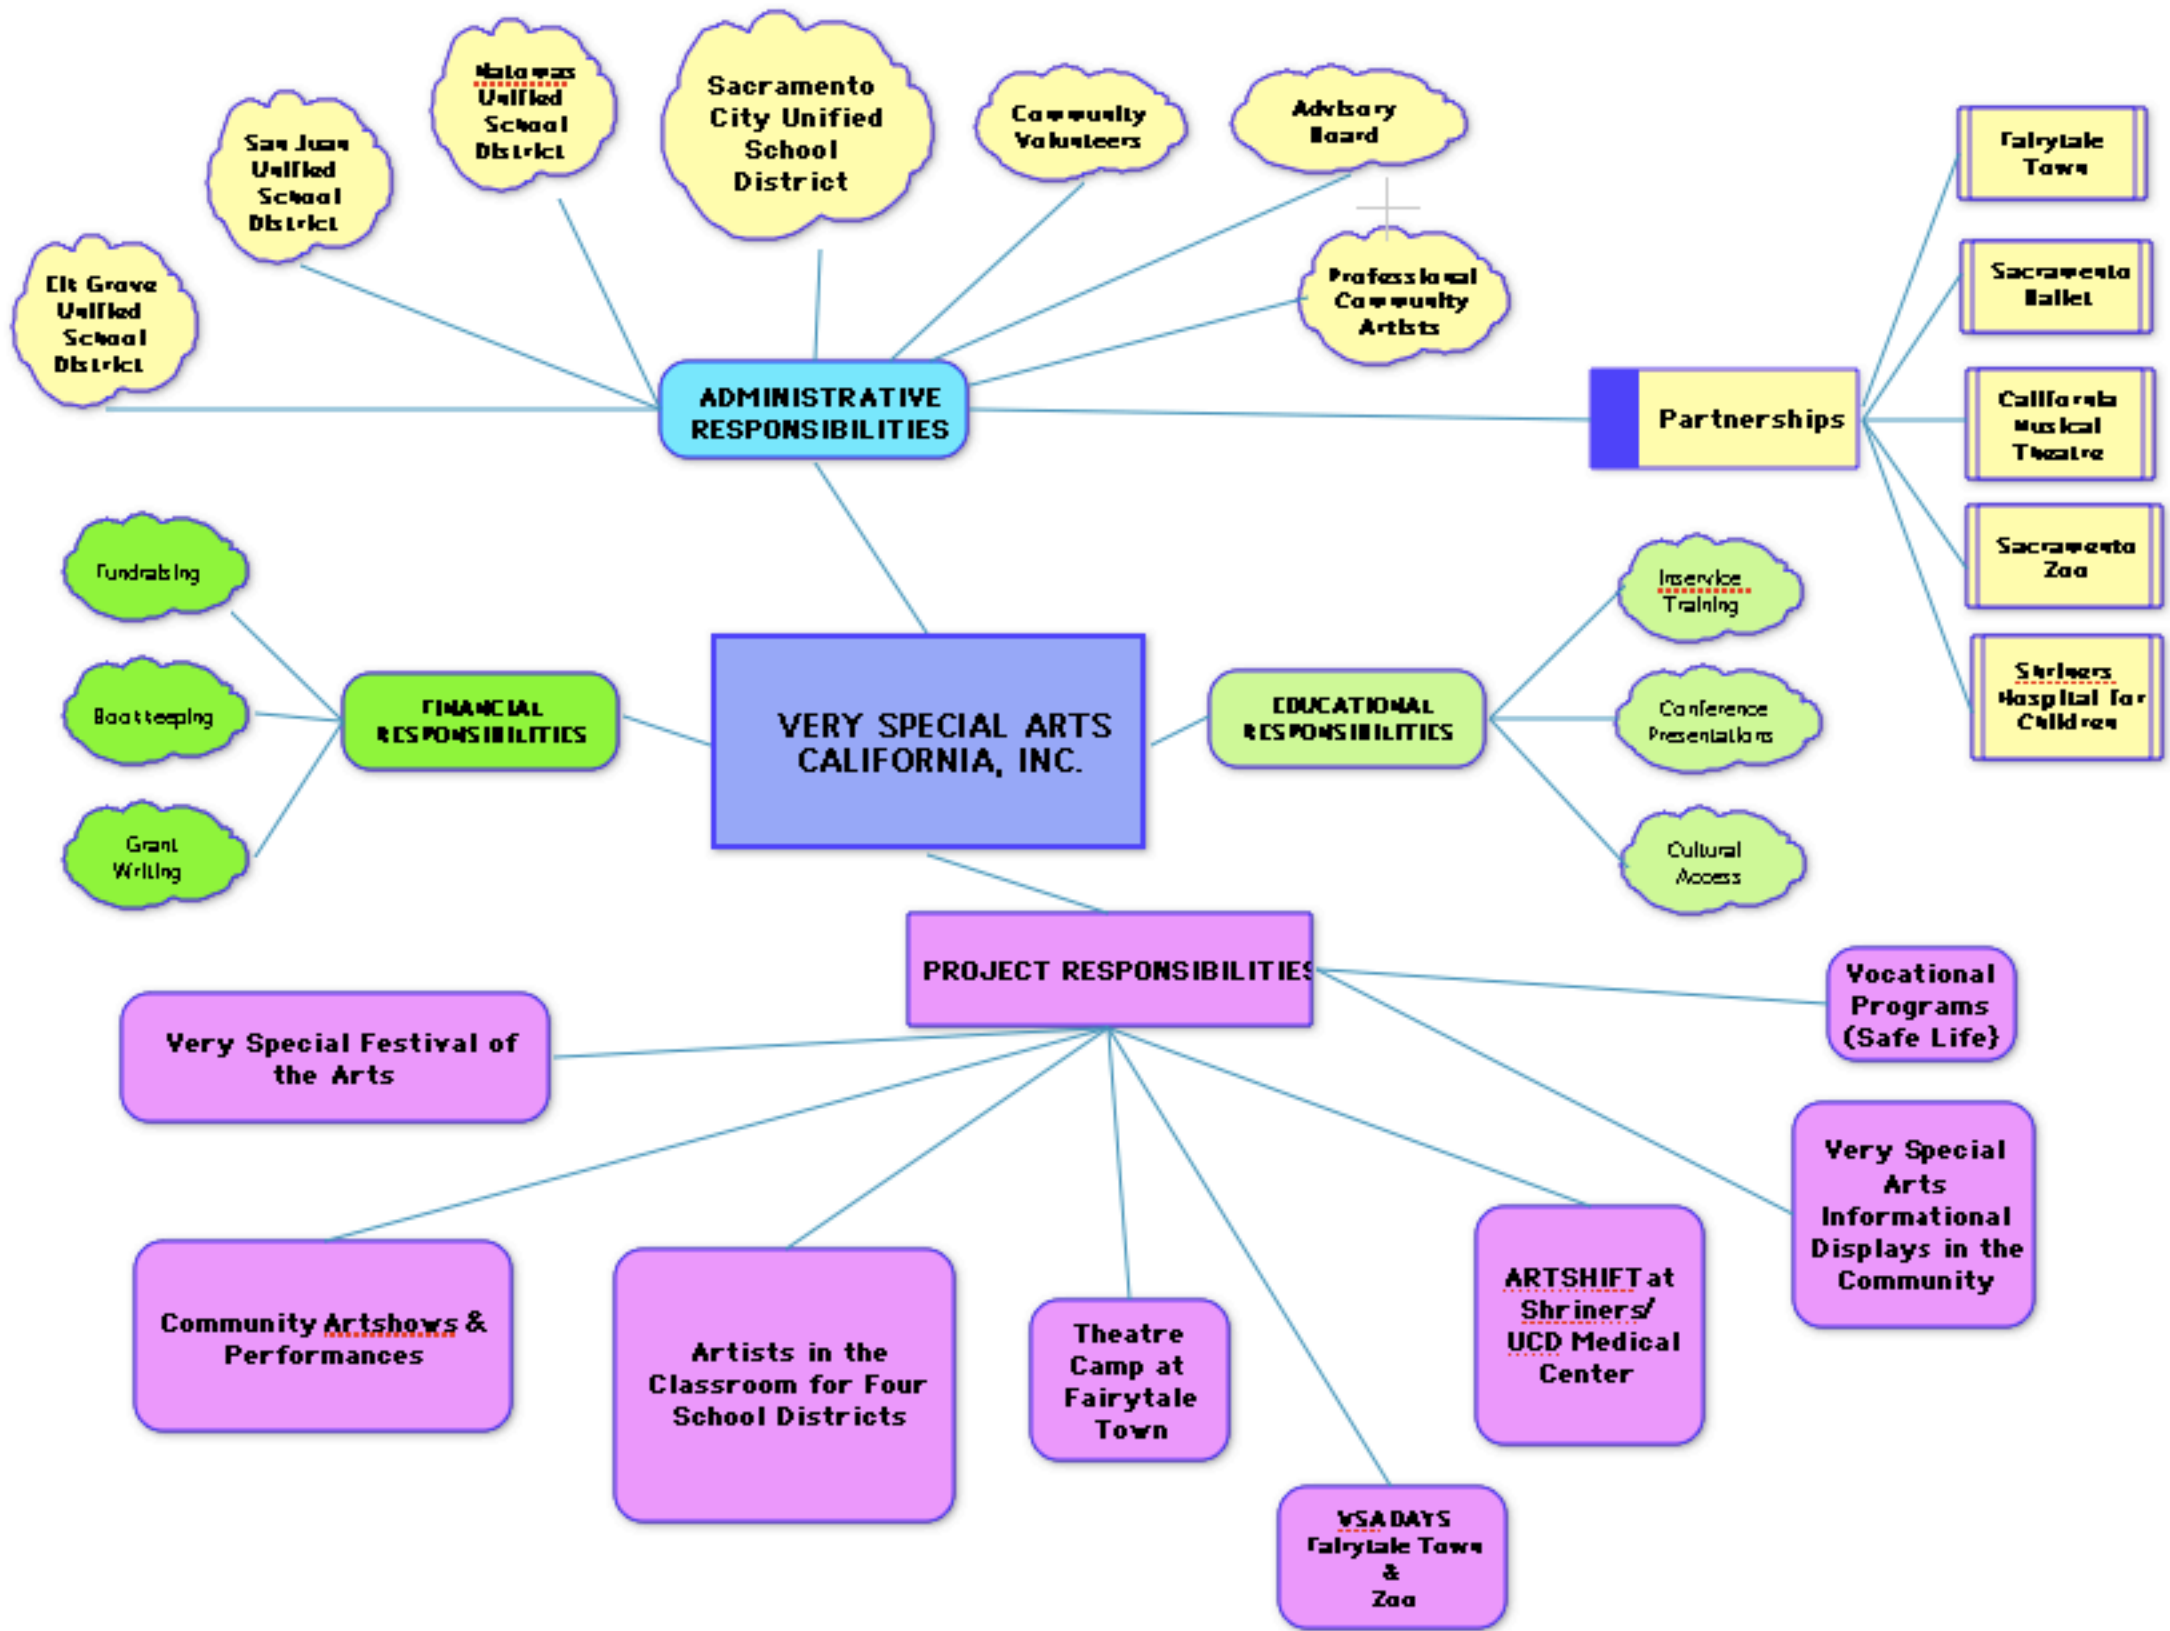 Natomas
Unified
School
District
Sacramento
City Unified
School
District
Community
Volunteers
Advisory
Board
San Juan
Unified
School
District
Elk Grove
Unified
School
District
Professional
Community
Artists
Fairytale
Town
Sacramento
Ballet
California
Musical
Theatre
Sacramento
Zoo
Shriners
Hospital for
Children
ADMINISTRATIVE
RESPONSIBILITIES
Partnerships
Fundraising
Bookkeeping
Grant
Writing
FINANCIAL
RESPONSIBILITIES
VERY SPECIAL ARTS
CALIFORNIA, INC.
EDUCATIONAL
RESPONSIBILITIES
Inservice
Training
Conference
Presentations
Cultural
Access
PROJECT RESPONSIBILITIES
Very Special Festival of
the Arts
Vocational
Programs
(Safe Life}
Very Special
Arts
Informational
Displays in the
Community
Community Artshows &
Performances
Artists in the
Classroom for Four
School Districts
Theatre
Camp at
Fairytale
Town
ARTSHIFT at
Shriners/
UCD Medical
Center
VSA DAYS
Fairytale Town
&
Zoo